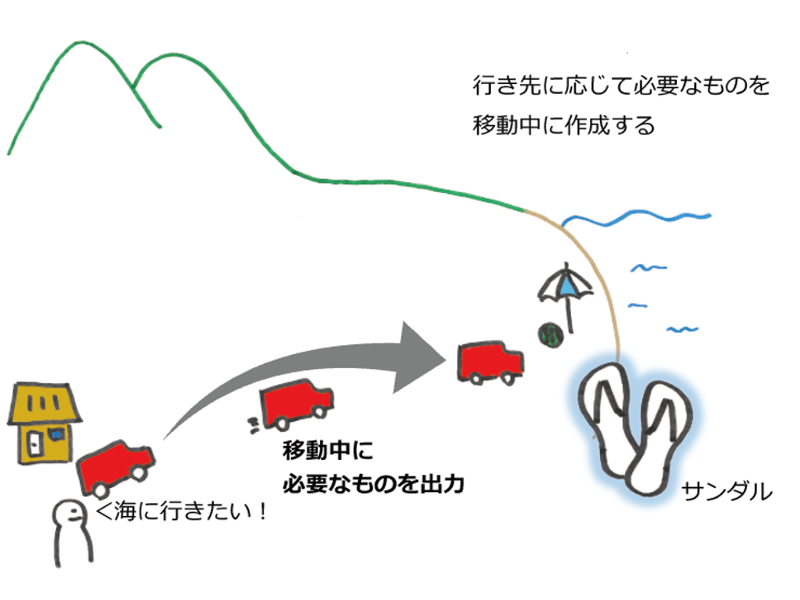 行き先に応じて必要なものを
移動中に作成する
移動中に
必要なものを出力
サンダル
<海に行きたい！